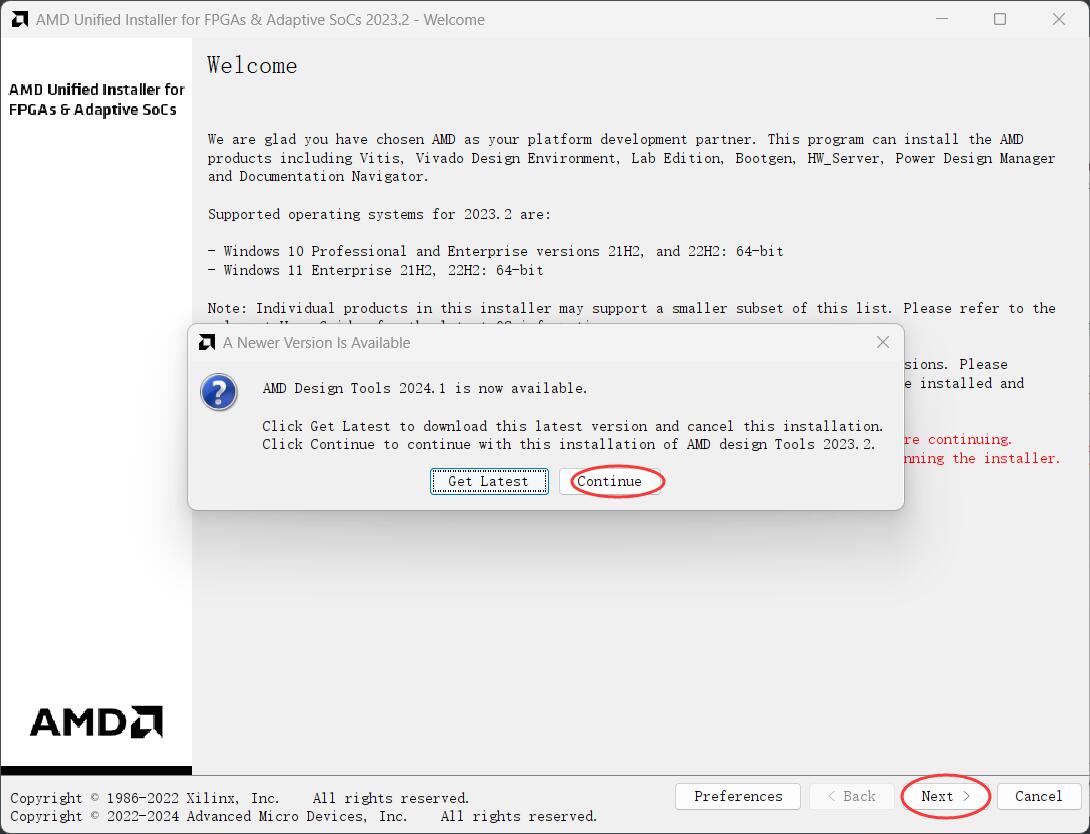 AMD Unified Installer for FPGAs & Adaptive SoCs 2023.2 - Welcome
AMD Unified Installer for
FPGAs & Adaptive SoCs
Welcome
We are glad you have chosen AMD as your platform development partner. This program can install the AMD
products including Vitis, Vivado Design Environment, Lab Edition, Bootgen, HW_Server, Power Design Manager
and Documentation Navigator.
Supported operating systems for 2023.2 are:
- Windows 10 Professional and Enterprise versions 21H2, and 22H2: 64-bit
- Windows 11 Enterprise 21H2, 22H2: 64-bit
Note: Individual products in this installer may support a smaller subset of this list. Please refer to the
A Newer Version Is Available
AMD Design Tools 2024.1 is now available.
Click Get Latest to download this latest version and cancel this installation.
Click Continue to continue with this installation of AMD design Tools 2023.2.
Get Latest
Continue
sions. Please
e installed and
re continuing.
nning the installer.
AMD
Copyright © 1986-2022 Xilinx, Inc. All rights reserved.
Copyright © 2022-2024 Advanced Micro Devices, Inc. All rights reserved.
Preferences
< Back
Next >
Cancel